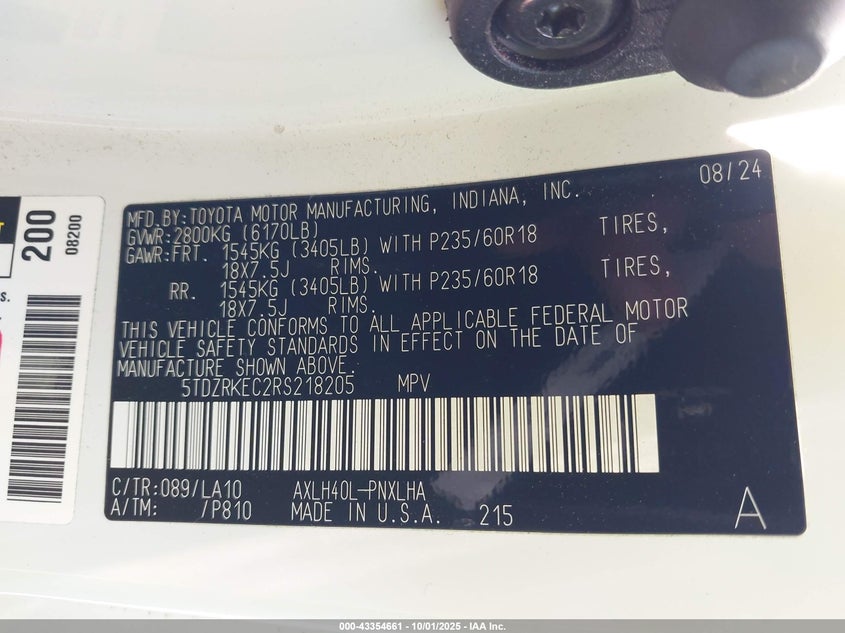 08/24
MFD.BY:TOYOTA MOTOR MANUFACTURING, INDIANA, INC.
GVWR:2800KG (6170LB)
GAWR:FRT. 1545KG (3405LB) WITH P235/60R18 TIRES,
18X7.5J RIMS.
RR. 1545KG (3405LB) WITH P235/60R18 TIRES,
18X7.5J RIMS.
THIS VEHICLE CONFORMS TO ALL APPLICABLE FEDERAL MOTOR
VEHICLE SAFETY STANDARDS IN EFFECT ON THE DATE OF
MANUFACTURE SHOWN ABOVE.
5TDZRKEC2RS218205 MPV
C/TR:089/LA10 AXLH40L-PNXLHA
A/TM: /P810 MADE IN U.S.A. 215
A
200
08200
000-43354661 - 10/01/2025 - IAA Inc.